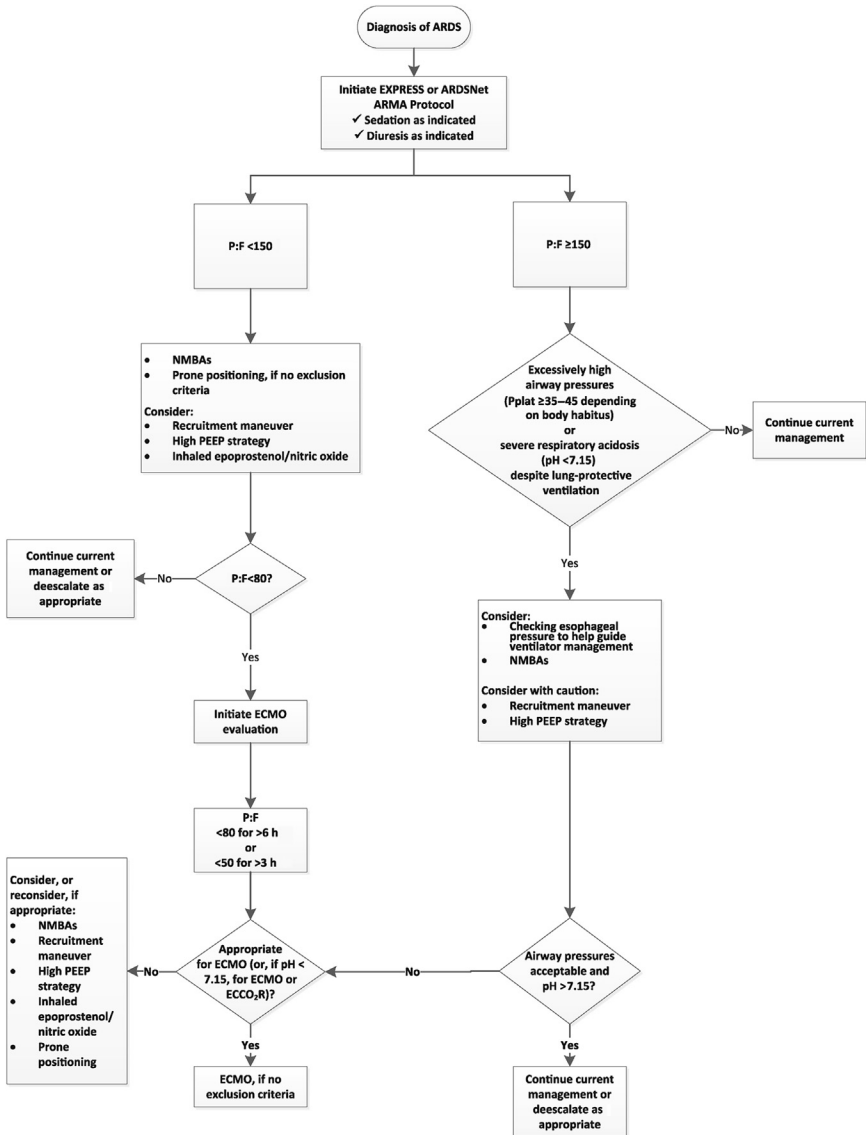 Diagnosis of ARDS
Initiate EXPRESS or ARDSNet
ARMA Protocol
✓ Sedation as indicated
✓ Diuresis as indicated
P:F <150
P:F ≥150
• NMBAs
• Prone positioning, if no exclusion
criteria
Consider:
• Recruitment maneuver
• High PEEP strategy
• Inhaled epoprostenol/nitric oxide
Excessively high
airway pressures
(Pplat ≥35–45 depending
on body habitus)
or
severe respiratory acidosis
(pH <7.15)
despite lung-protective
ventilation
No
Continue current
management
Continue current
management or
deescalate as
appropriate
No
P:F<80?
Yes
Yes
Consider:
• Checking esophageal
pressure to help guide
ventilator management
• NMBAs
Consider with caution:
• Recruitment maneuver
• High PEEP strategy
Initiate ECMO
evaluation
P:F
<80 for >6 h
or
<50 for >3 h
Consider, or
reconsider, if
appropriate:
• NMBAs
• Recruitment
maneuver
• High PEEP
strategy
• Inhaled
epoprostenol/
nitric oxide
• Prone
positioning
No
Appropriate
for ECMO (or, if pH <
7.15, for ECMO or
ECCO₂R)?
No
Airway pressures
acceptable and
pH >7.15?
Yes
Yes
ECMO, if no
exclusion criteria
Continue current
management or
deescalate as
appropriate